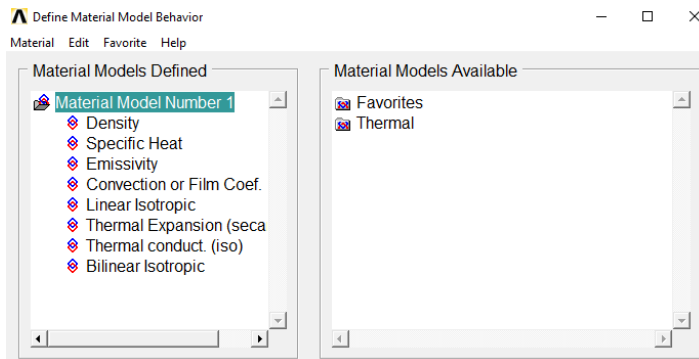 Define Material Model Behavior
Material Edit Favorite Help
Material Models Defined
Material Model Number 1
Density
Specific Heat
Emissivity
Convection or Film Coef.
Linear Isotropic
Thermal Expansion (seca
Thermal conduct. (iso)
Bilinear Isotropic
Material Models Available
Favorites
Thermal